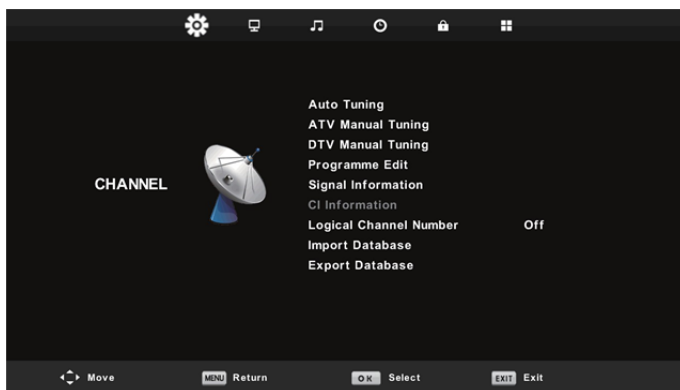 Auto Tuning
ATV Manual Tuning
DTV Manual Tuning
Programme Edit
CHANNEL
Signal Information
CI Information
Logical Channel Number Off
Import Database
Export Database
Move MENU Return OK Select EXIT Exit